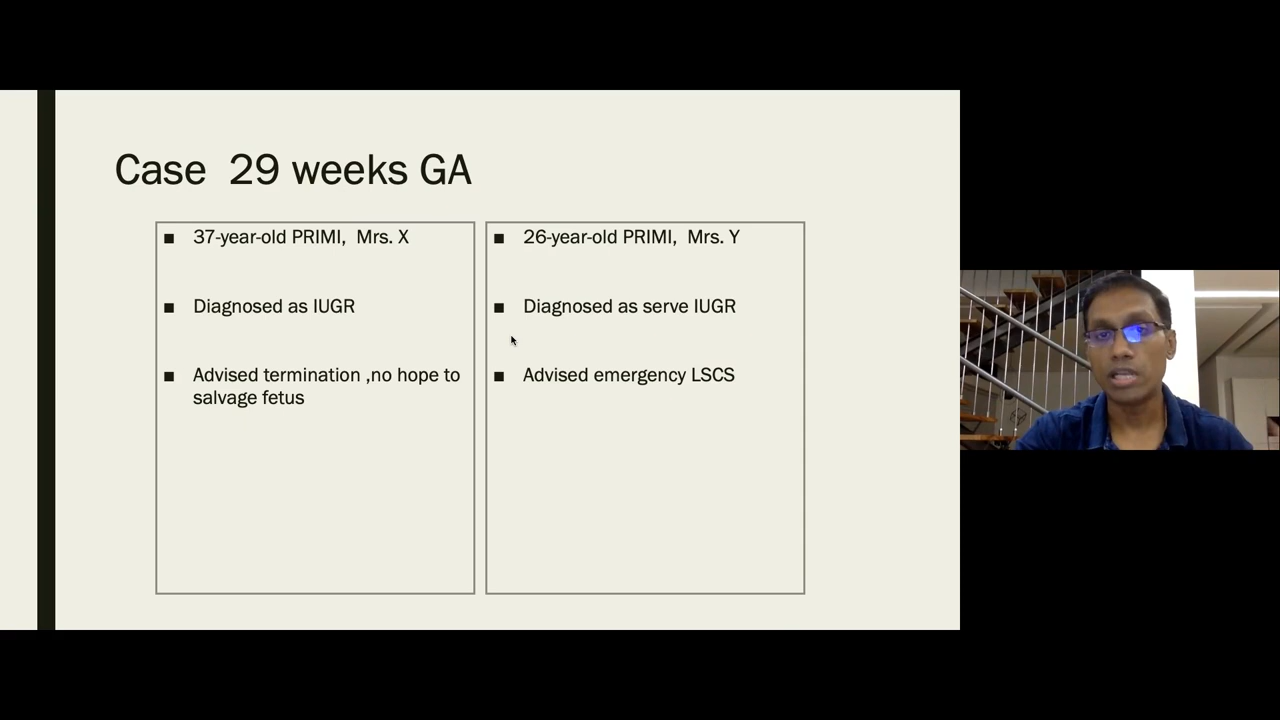 Case 29 weeks GA
■ 37-year-old PRIMI, Mrs. X
■ Diagnosed as IUGR
■ Advised termination ,no hope to
salvage fetus
■ 26-year-old PRIMI, Mrs. Y
■ Diagnosed as serve IUGR
■ Advised emergency LSCS